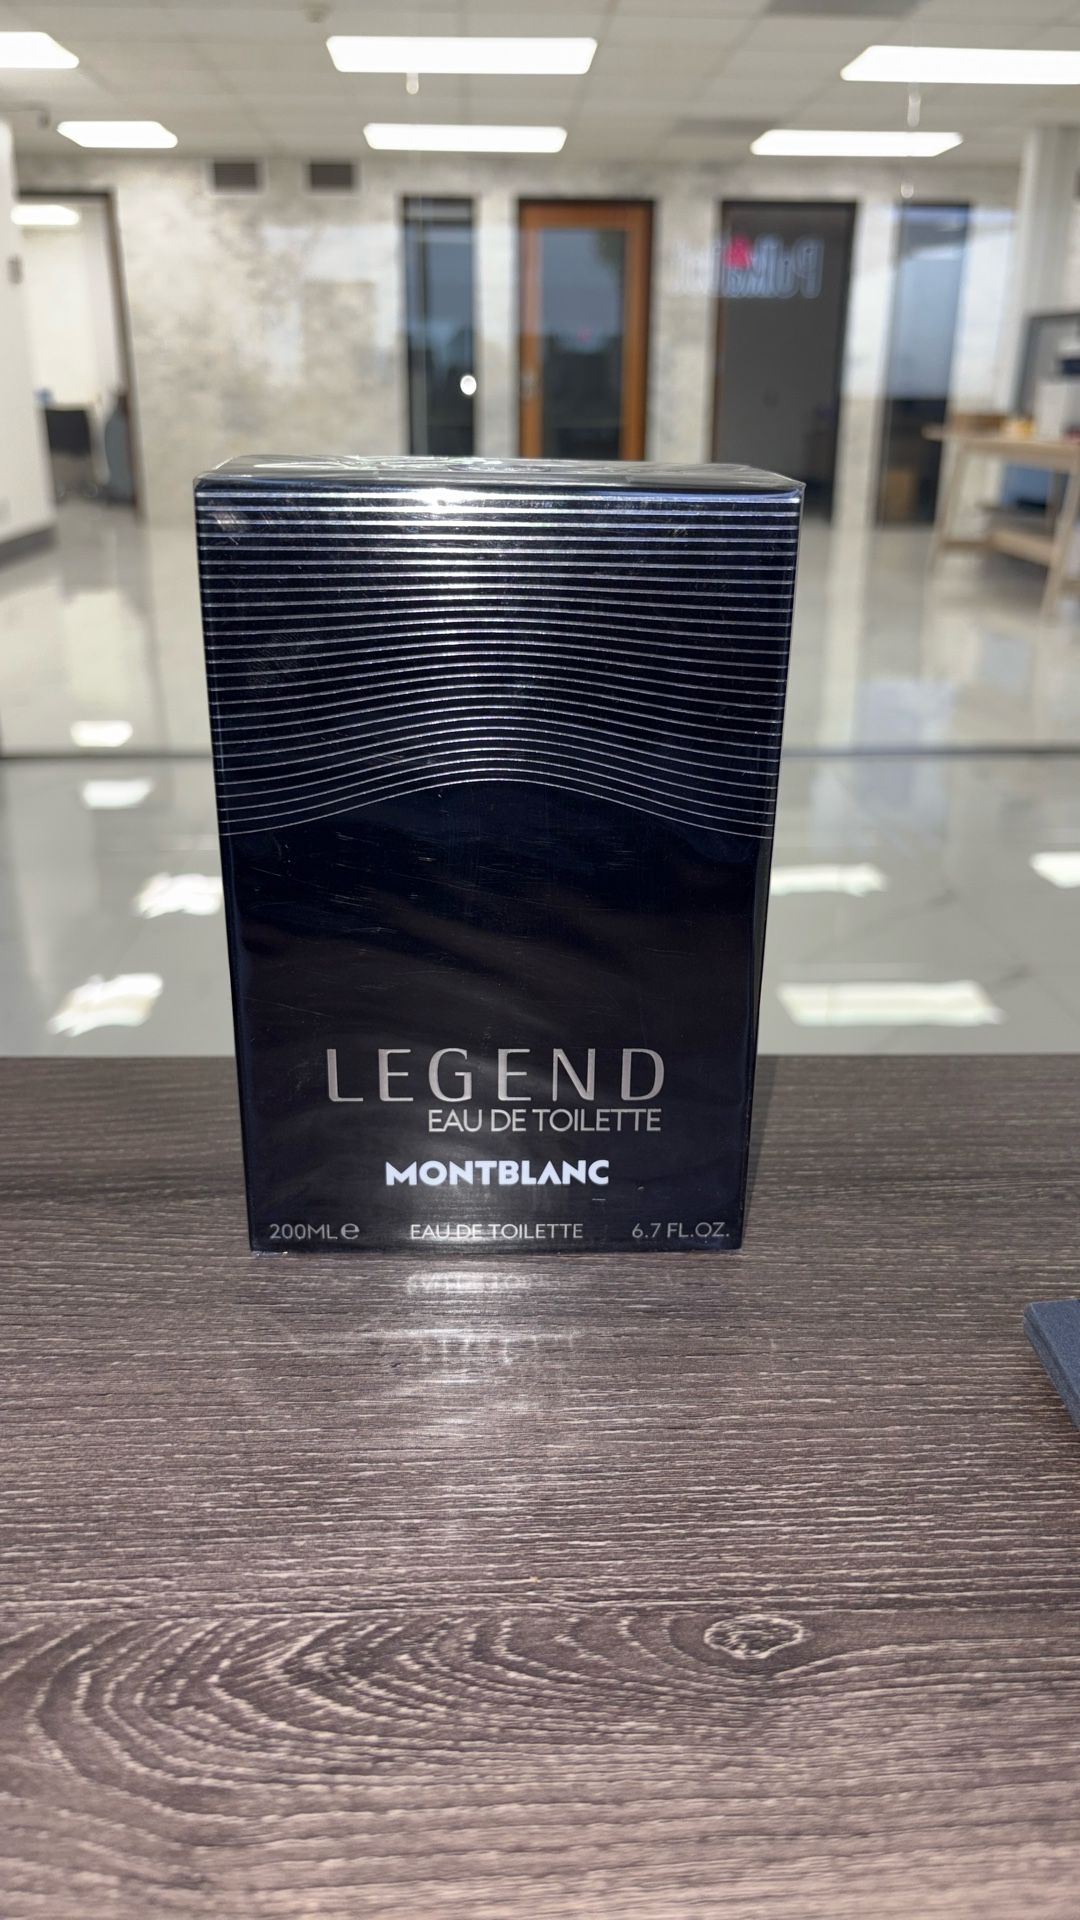 LEGEND
EAU DE TOILETTE
MONTBLANC
200ML ℮ EAU DE TOILETTE 6.7 FL.OZ.